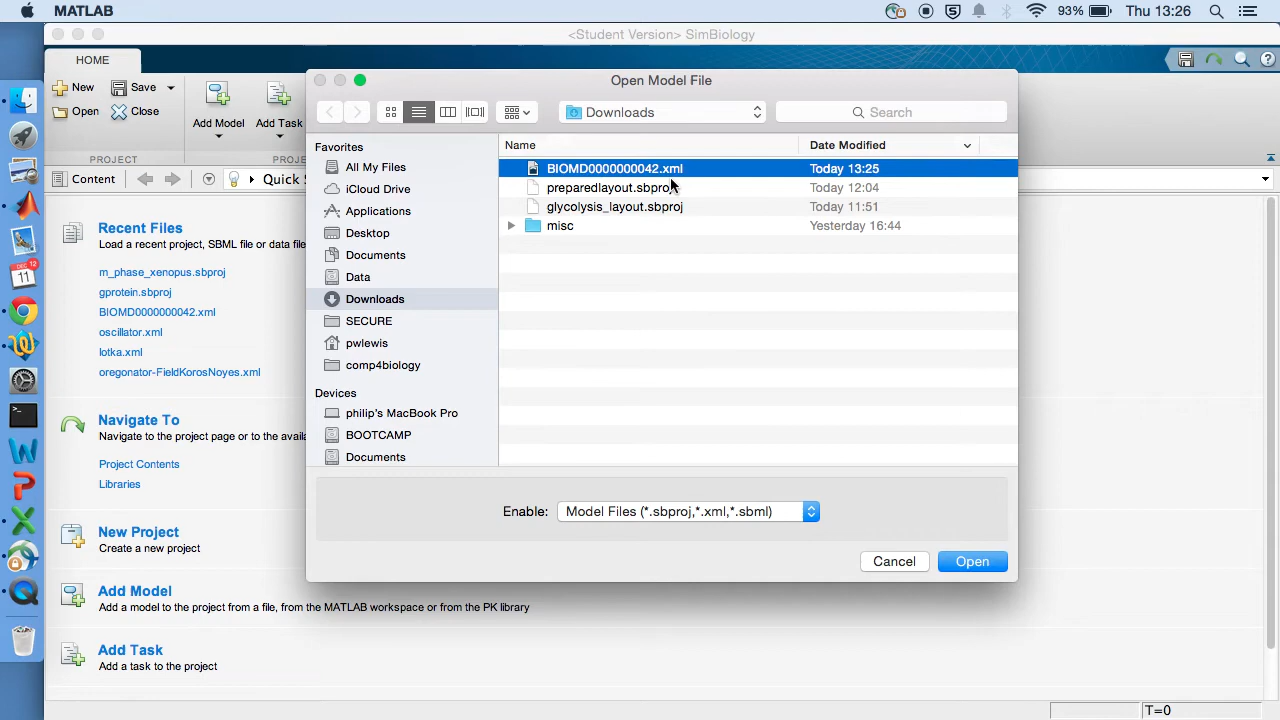 MATLAB 93% Thu 13:26
<Student Version> SimBiology
HOME
New Save
Open Close
Add Model Add Task
PROJECT PROJE
Content Quick S
Recent Files
Load a recent project, SBML file or data file
m_phase_xenopus.sbproj
gprotein.sbproj
BIOMD0000000042.xml
oscillator.xml
lotka.xml
oregonator-FieldKorosNoyes.xml
Navigate To
Navigate to the project page or to the availa
Project Contents
Libraries
New Project
Create a new project
Add Model
Add a model to the project from a file, from the MATLAB workspace or from the PK library
Add Task
Add a task to the project
Open Model File
Downloads Search
Favorites
All My Files
iCloud Drive
Applications
Desktop
Documents
Data
Downloads
SECURE
pwlewis
comp4biology
Devices
philip's MacBook Pro
BOOTCAMP
Documents
Name Date Modified
BIOMD0000000042.xml Today 13:25
preparedlayout.sbproj Today 12:04
glycolysis_layout.sbproj Today 11:51
misc Yesterday 16:44
Enable: Model Files (*.sbproj,*.xml,*.sbml)
Cancel Open
DEC 12
11
T=0